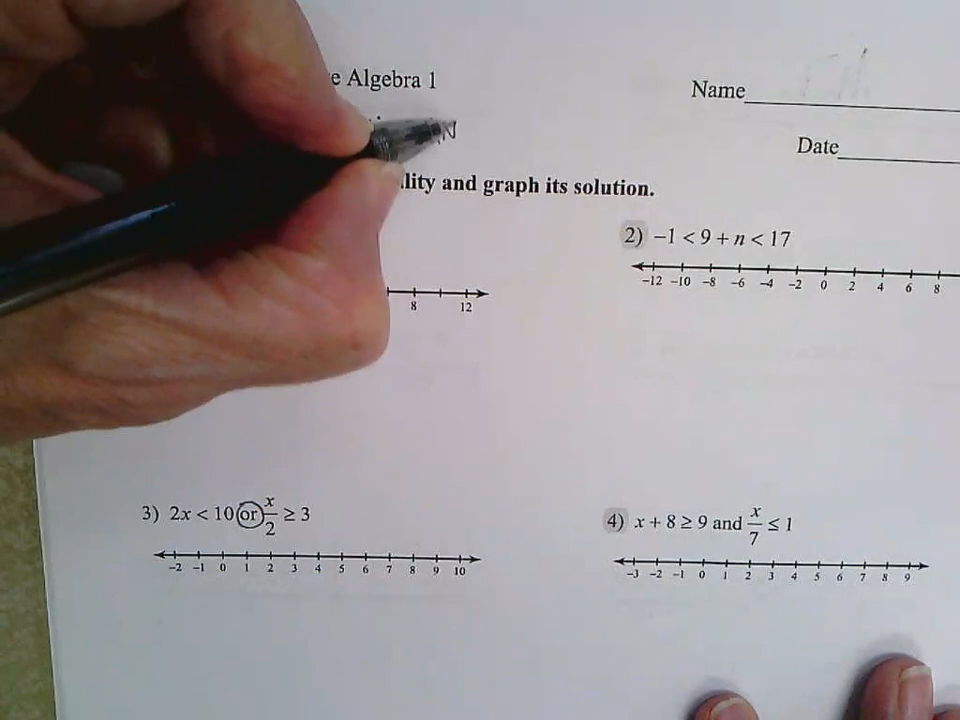 Algebra 1
Name
Date
and graph its solution.
2) −1 < 9 + n < 17
−12 −10 −8 −6 −4 −2 0 2 4 6 8
8 12
3) 2x < 10 or x/2 ≥ 3
4) x + 8 ≥ 9 and x/7 ≤ 1
−2 −1 0 1 2 3 4 5 6 7 8 9 10
−3 −2 −1 0 1 2 3 4 5 6 7 8 9